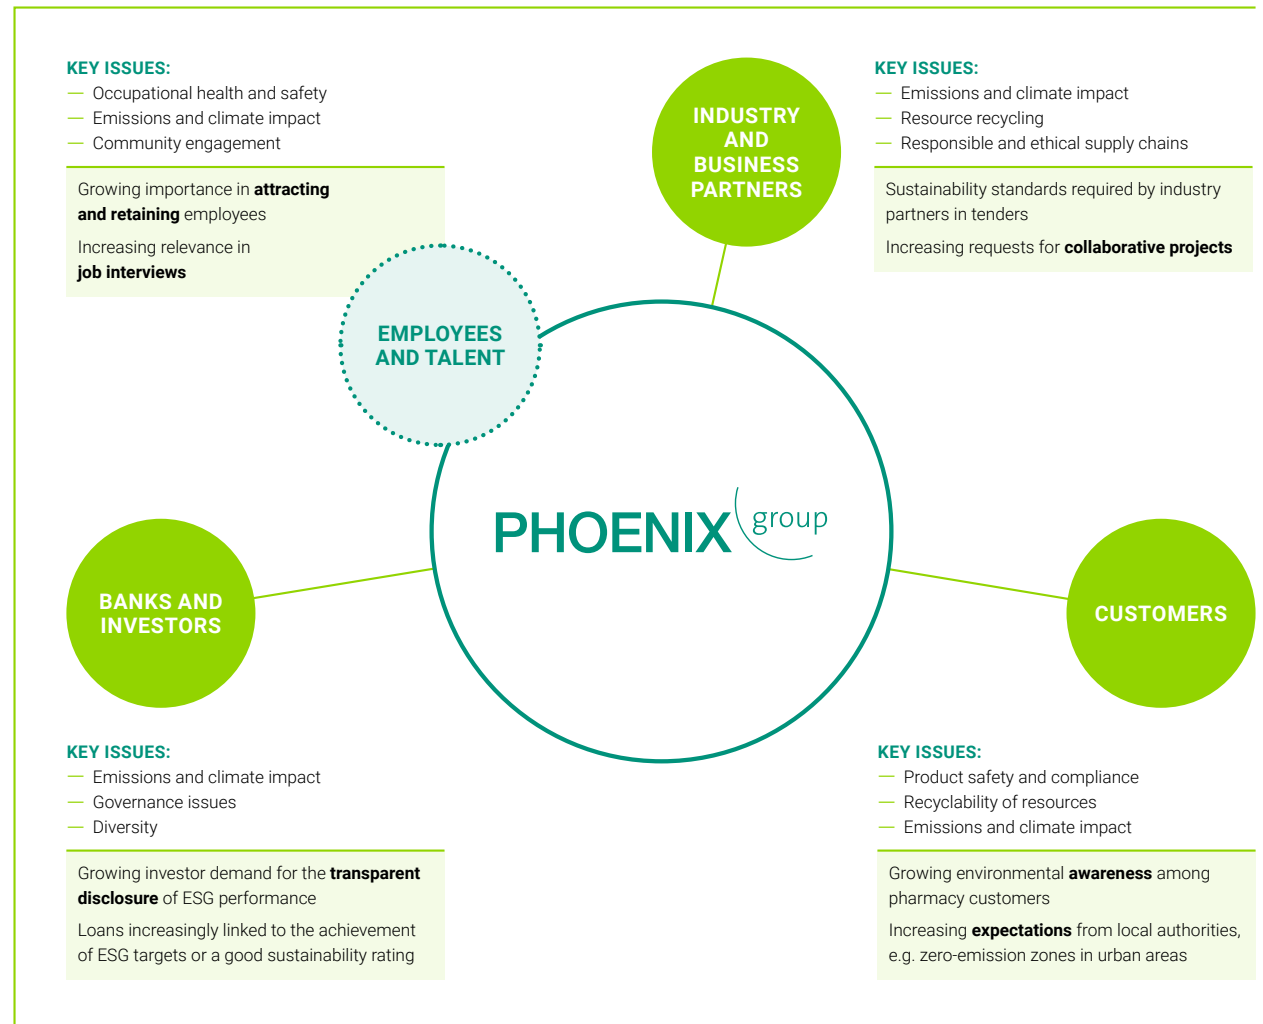 KEY ISSUES:
— Occupational health and safety
— Emissions and climate impact
— Community engagement
Growing importance in attracting
and retaining employees
Increasing relevance in
job interviews
EMPLOYEES
AND TALENT
INDUSTRY
AND
BUSINESS
PARTNERS
KEY ISSUES:
— Emissions and climate impact
— Resource recycling
— Responsible and ethical supply chains
Sustainability standards required by industry
partners in tenders
Increasing requests for collaborative projects
PHOENIX group
BANKS AND
INVESTORS
KEY ISSUES:
— Emissions and climate impact
— Governance issues
— Diversity
Growing investor demand for the transparent
disclosure of ESG performance
Loans increasingly linked to the achievement
of ESG targets or a good sustainability rating
CUSTOMERS
KEY ISSUES:
— Product safety and compliance
— Recyclability of resources
— Emissions and climate impact
Growing environmental awareness among
pharmacy customers
Increasing expectations from local authorities,
e.g. zero-emission zones in urban areas